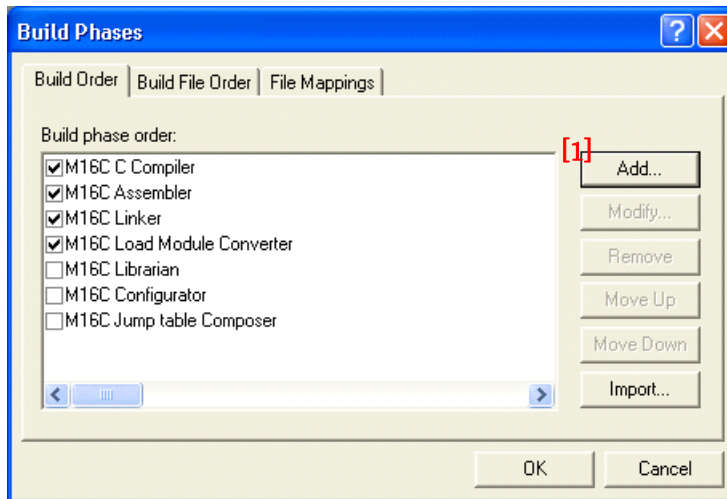 Build Phases
Build Order Build File Order File Mappings
Build phase order:
[1]
M16C C Compiler
M16C Assembler
M16C Linker
M16C Load Module Converter
M16C Librarian
M16C Configurator
M16C Jump table Composer
Add...
Modify...
Remove
Move Up
Move Down
Import...
OK Cancel